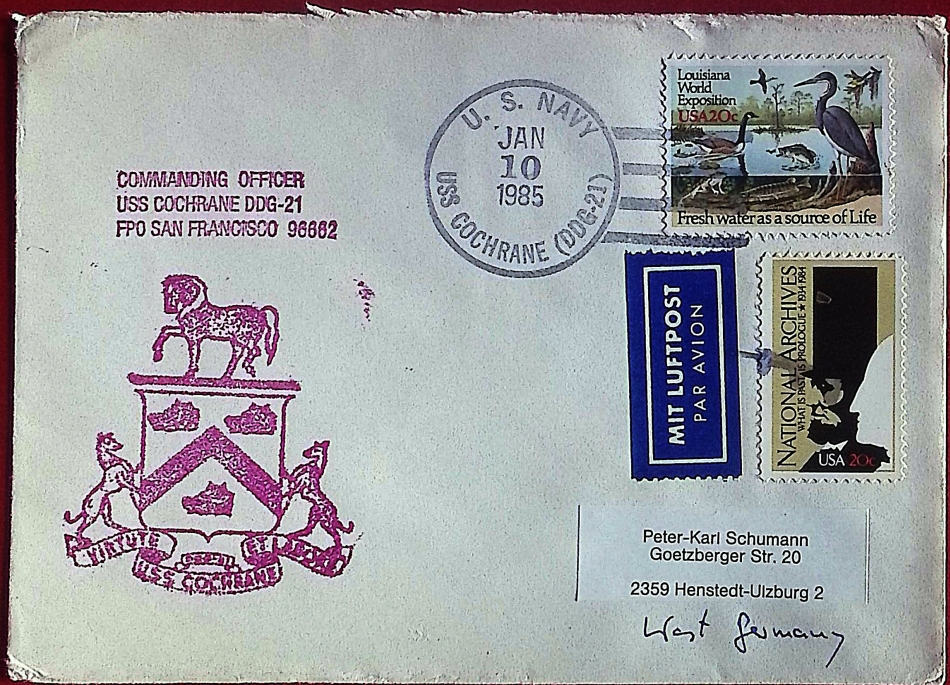 COMMANDING OFFICER
USS COCHRANE DDG-21
FPO SAN FRANCISCO 96662
U. S. NAVY
JAN
10
1985
USS COCHRANE (DDG-21)
Louisiana
World
Exposition
USA 20c
Fresh water as a source of Life
MIT LUFTPOST
PAR AVION
NATIONAL ARCHIVES
WHAT IS PAST IS PROLOGUE ★ 1934-1984
USA 20c
VIRTUTE ET
USS COCHRANE
Peter-Karl Schumann
Goetzberger Str. 20
2359 Henstedt-Ulzburg 2
West Germany